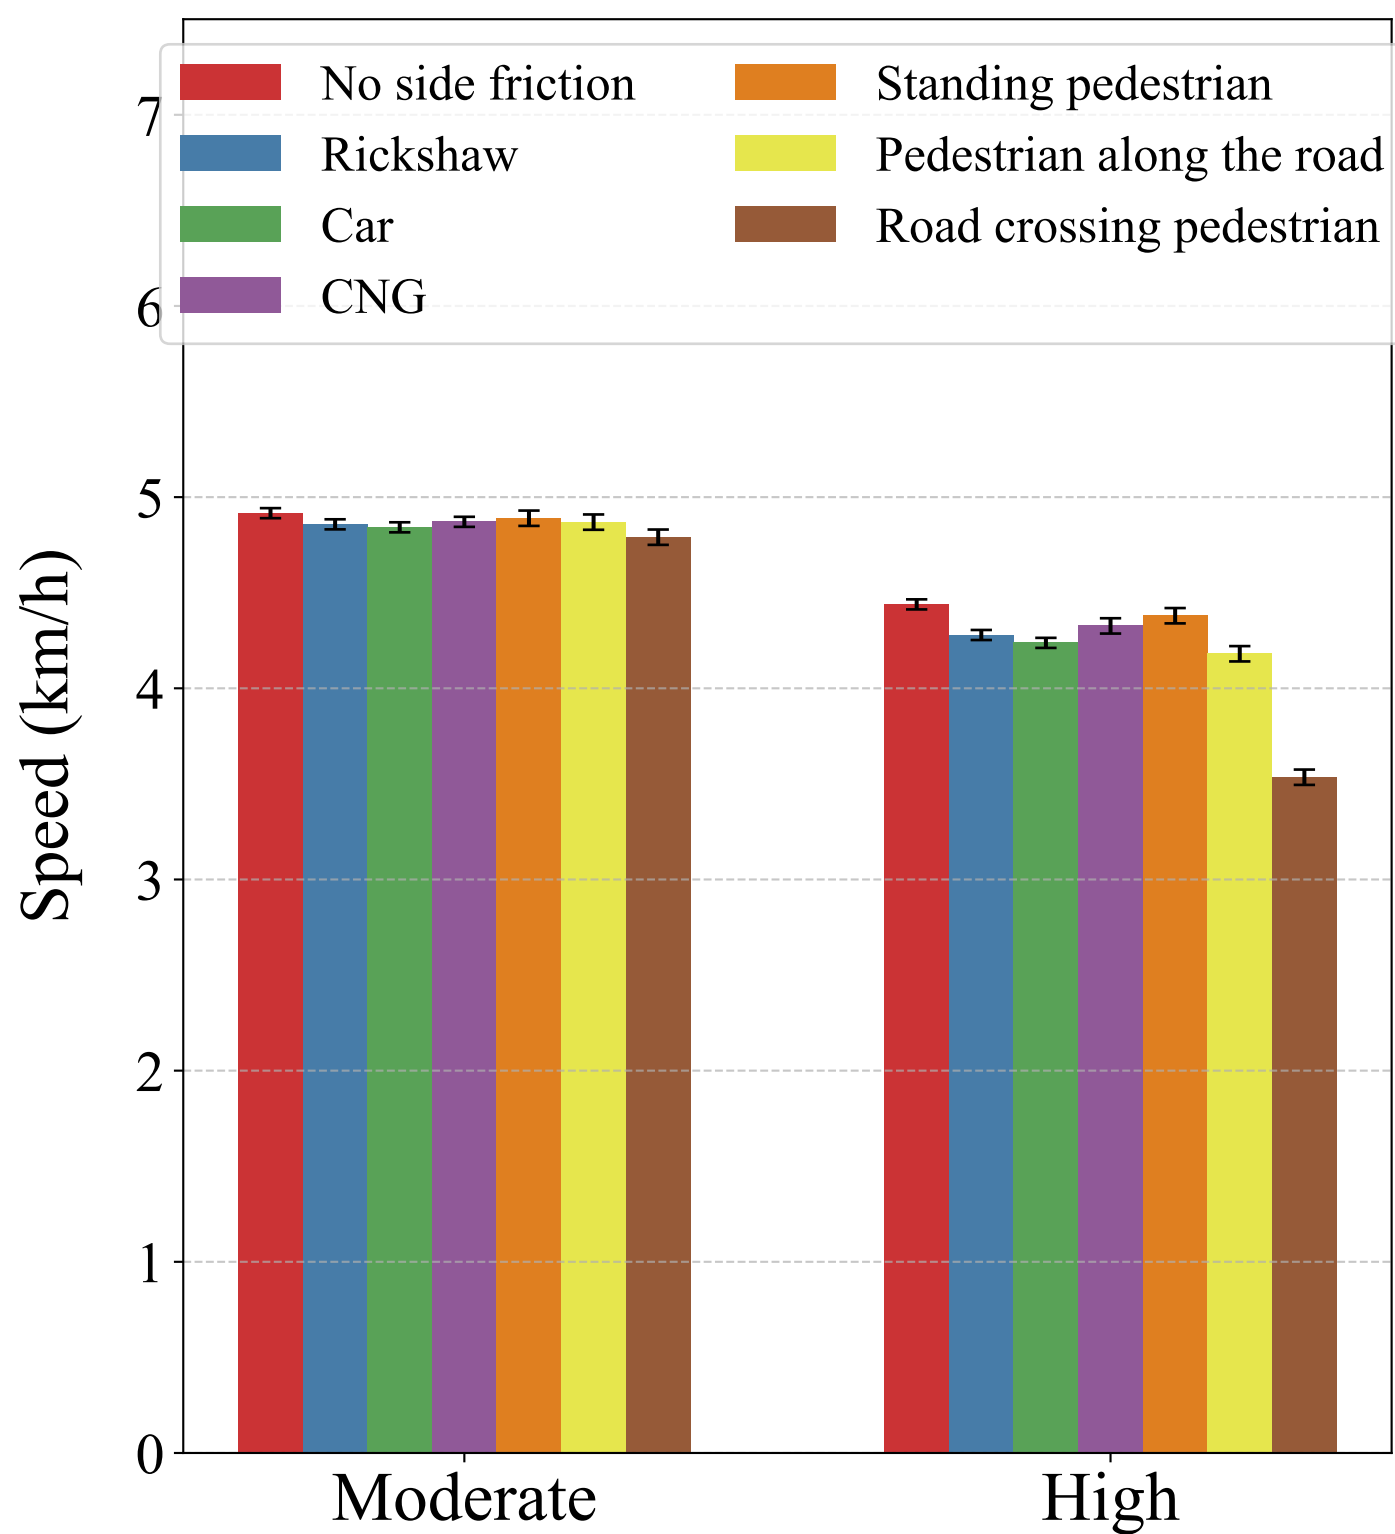 No side friction
Rickshaw
Car
CNG
Standing pedestrian
Pedestrian along the road
Road crossing pedestrian
7
6
5
4
3
2
1
0
Speed (km/h)
Moderate
High